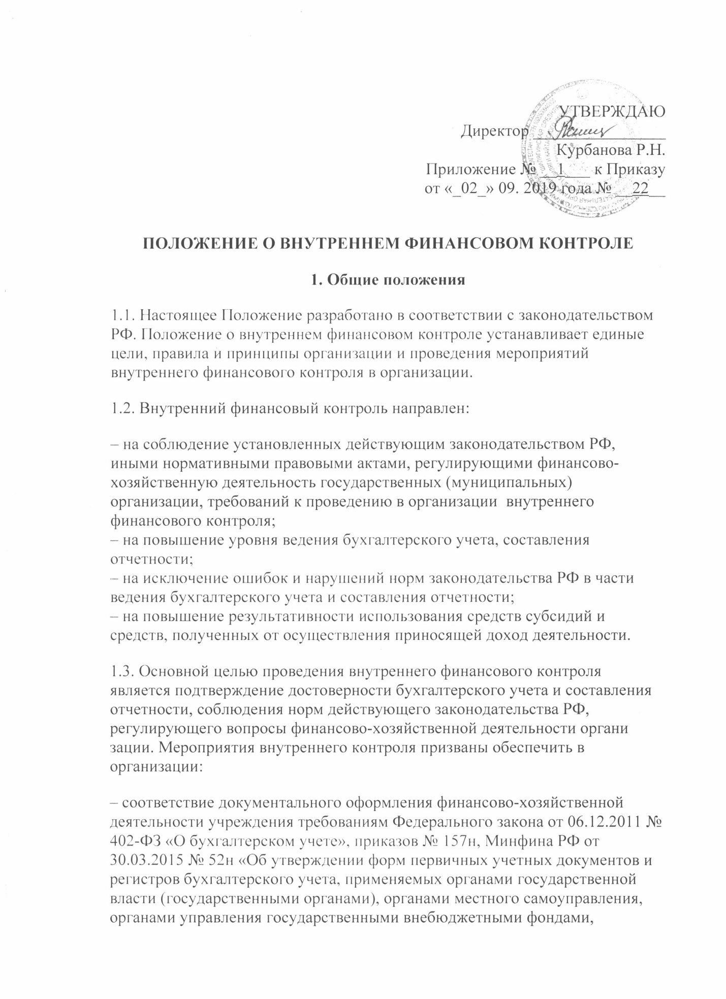 УТВЕРЖДАЮ
Директор ________________
Курбанова Р.Н.
Приложение № __1___ к Приказу
от «_02_» 09. 2019 года № __22__
ПОЛОЖЕНИЕ О ВНУТРЕННЕМ ФИНАНСОВОМ КОНТРОЛЕ
1. Общие положения
1.1. Настоящее Положение разработано в соответствии с законодательством
РФ. Положение о внутреннем финансовом контроле устанавливает единые
цели, правила и принципы организации и проведения мероприятий
внутреннего финансового контроля в организации.
1.2. Внутренний финансовый контроль направлен:
– на соблюдение установленных действующим законодательством РФ,
иными нормативными правовыми актами, регулирующими финансово-
хозяйственную деятельность государственных (муниципальных)
организации, требований к проведению в организации  внутреннего
финансового контроля;
– на повышение уровня ведения бухгалтерского учета, составления
отчетности;
– на исключение ошибок и нарушений норм законодательства РФ в части
ведения бухгалтерского учета и составления отчетности;
– на повышение результативности использования средств субсидий и
средств, полученных от осуществления приносящей доход деятельности.
1.3. Основной целью проведения внутреннего финансового контроля
является подтверждение достоверности бухгалтерского учета и составления
отчетности, соблюдения норм действующего законодательства РФ,
регулирующего вопросы финансово-хозяйственной деятельности органи
зации. Мероприятия внутреннего контроля призваны обеспечить в
организации:
– соответствие документального оформления финансово-хозяйственной
деятельности учреждения требованиям Федерального закона от 06.12.2011 №
402-ФЗ «О бухгалтерском учете», приказов № 157н, Минфина РФ от
30.03.2015 № 52н «Об утверждении форм первичных учетных документов и
регистров бухгалтерского учета, применяемых органами государственной
власти (государственными органами), органами местного самоуправления,
органами управления государственными внебюджетными фондами,